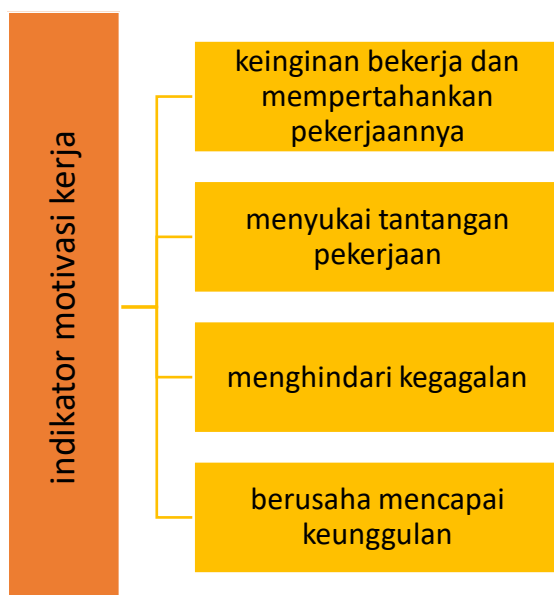 indikator motivasi kerja
keinginan bekerja dan
mempertahankan
pekerjaannya
menyukai tantangan
pekerjaan
menghindari kegagalan
berusaha mencapai
keunggulan